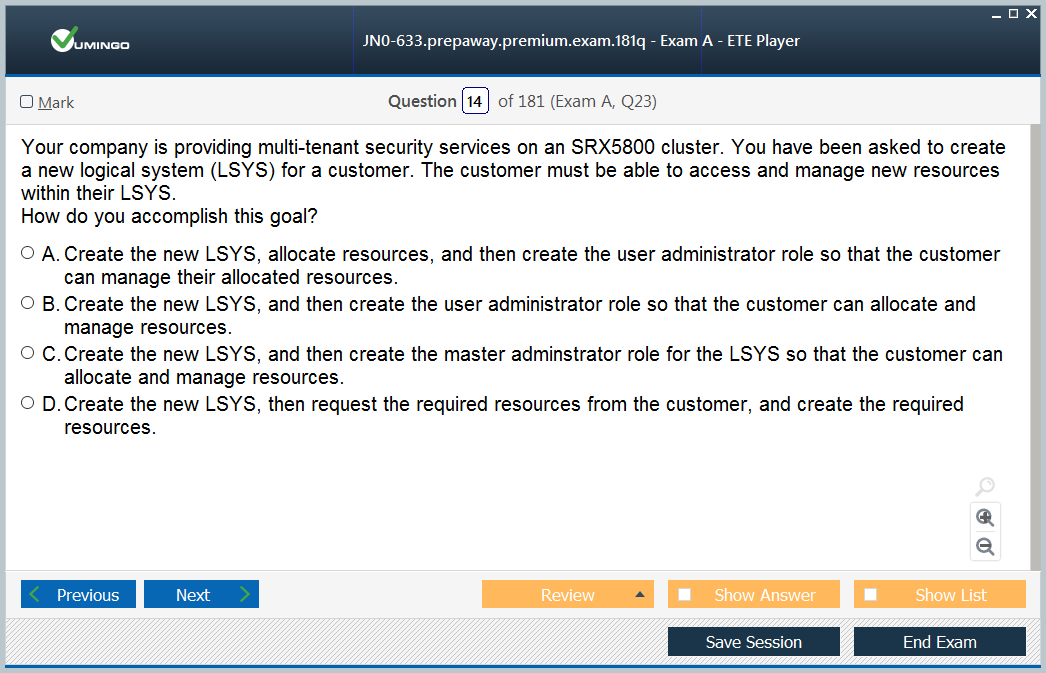 VUMINGO
JN0-633.prepaway.premium.exam.181q - Exam A - ETE Player
Mark
Question 14 of 181 (Exam A, Q23)
Your company is providing multi-tenant security services on an SRX5800 cluster. You have been asked to create
a new logical system (LSYS) for a customer. The customer must be able to access and manage new resources
within their LSYS.
How do you accomplish this goal?
A. Create the new LSYS, allocate resources, and then create the user administrator role so that the customer
can manage their allocated resources.
B. Create the new LSYS, and then create the user administrator role so that the customer can allocate and
manage resources.
C. Create the new LSYS, and then create the master adminstrator role for the LSYS so that the customer can
allocate and manage resources.
D. Create the new LSYS, then request the required resources from the customer, and create the required
resources.
Previous
Next
Review
Show Answer
Show List
Save Session
End Exam